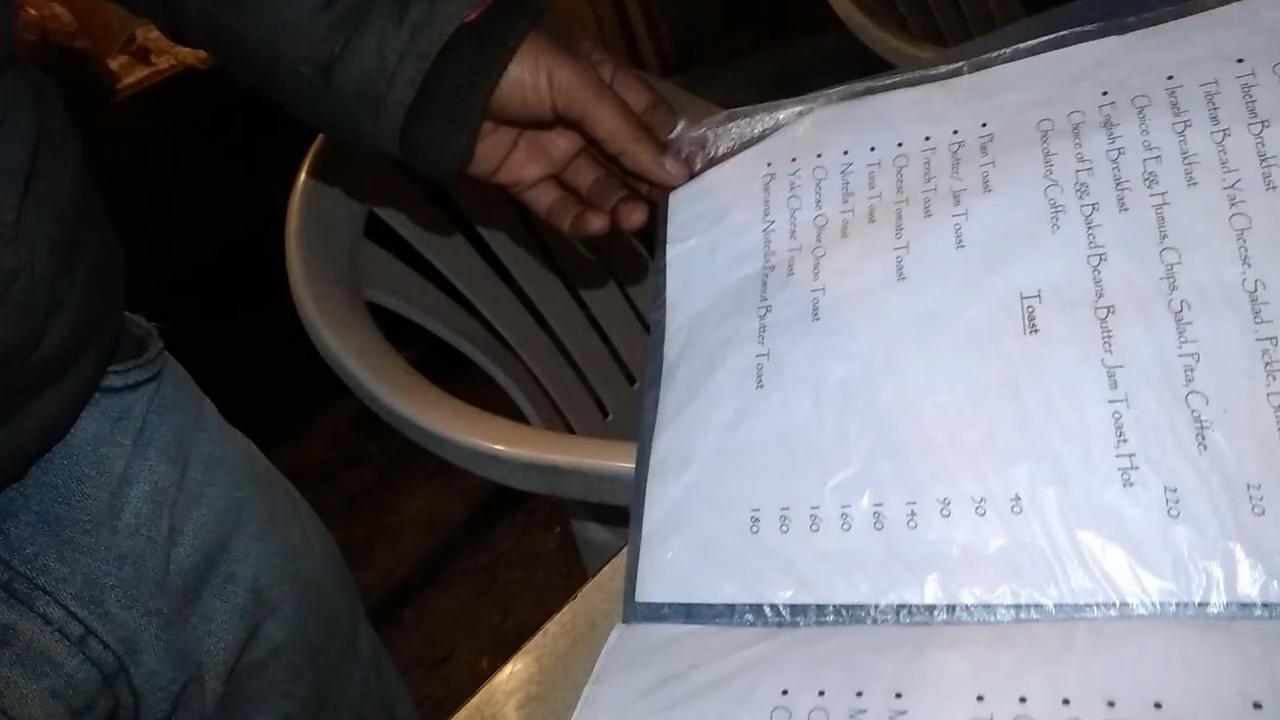 • Tibetan Breakfast
Tibetan Bread, Yak Cheese, Salad, Pickle,
• Israeli Breakfast 220
Choice of Egg, Humus, Chips, Salad, Pita, Coffee.
• English Breakfast 220
Choice of Egg, Baked Beans, Butter Jam Toast, Hot
Chocolate/Coffee.
Toast
• Plain Toast 40
• Butter/ Jam Toast 50
• French Toast 90
• Cheese Tomato Toast 140
• Tuna Toast 160
• Nutella Toast 160
• Cheese Olive Onion Toast 160
• Yak Cheese Toast 160
• Banana, Nutella Peanut Butter Toast 180